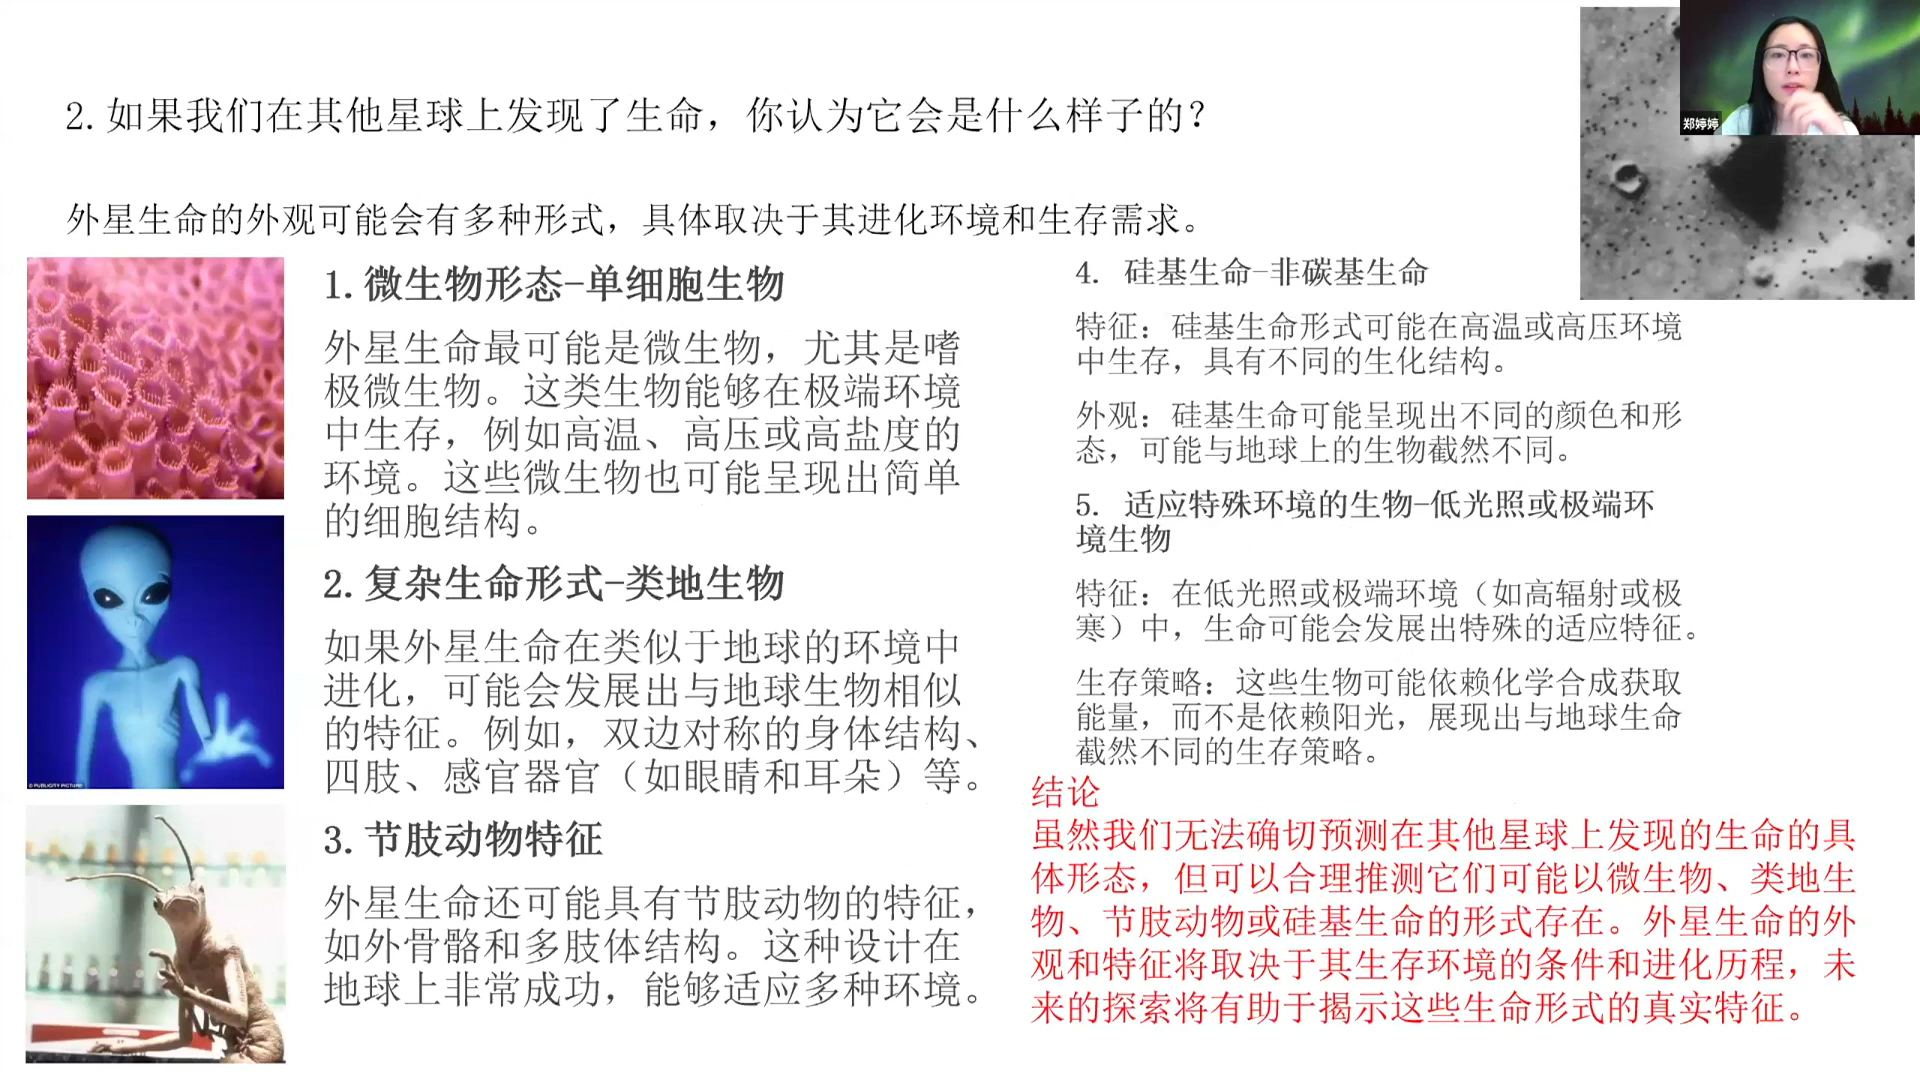 2. 如果我们在其他星球上发现了生命，你认为它会是什么样子的？
外星生命的外观可能会有多种形式，具体取决于其进化环境和生存需求。
1. 微生物形态-单细胞生物
外星生命最可能是微生物，尤其是嗜
极微生物。这类生物能够在极端环境
中生存，例如高温、高压或高盐度的
环境。这些微生物也可能呈现出简单
的细胞结构。
2. 复杂生命形式-类地生物
如果外星生命在类似于地球的环境中
进化，可能会发展出与地球生物相似
的特征。例如，双边对称的身体结构、
四肢、感官器官（如眼睛和耳朵）等。
3. 节肢动物特征
外星生命还可能具有节肢动物的特征，
如外骨骼和多肢体结构。这种设计在
地球上非常成功，能够适应多种环境。
4. 硅基生命-非碳基生命
特征：硅基生命形式可能在高温或高压环境
中生存，具有不同的生化结构。
外观：硅基生命可能呈现出不同的颜色和形
态，可能与地球上的生物截然不同。
5. 适应特殊环境的生物-低光照或极端环
境生物
特征：在低光照或极端环境（如高辐射或极
寒）中，生命可能会发展出特殊的适应特征。
生存策略：这些生物可能依赖化学合成获取
能量，而不是依赖阳光，展现出与地球生命
截然不同的生存策略。
结论
虽然我们无法确切预测在其他星球上发现的生命的具
体形态，但可以合理推测它们可能以微生物、类地生
物、节肢动物或硅基生命的形式存在。外星生命的外
观和特征将取决于其生存环境的条件和进化历程，未
来的探索将有助于揭示这些生命形式的真实特征。
郑婷婷
© PUBLICITY PICTURE